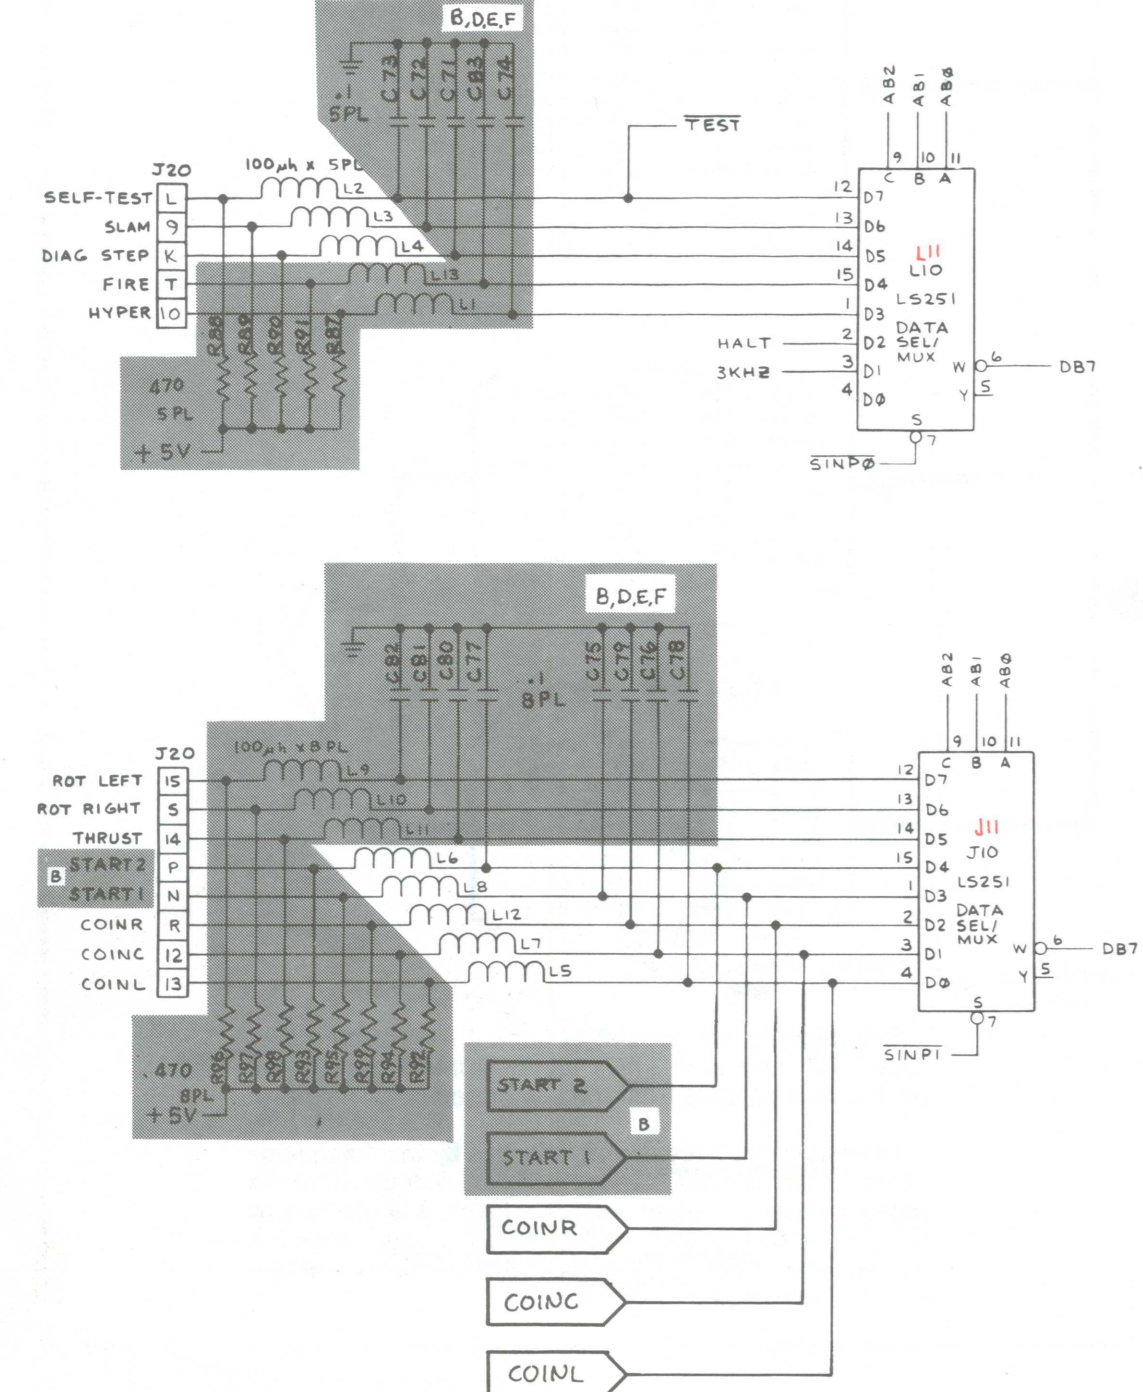 B,D,E,F
C73 C72 C71 C83 C74
.1
5PL
AB2 AB1 ABØ
TEST
9 10 11
C B A
J20
100µh x 5PL
SELF-TEST L L2 12 D7
SLAM 9 L3 13 D6
DIAG STEP K L4 14 D5
FIRE T L13 15 D4
HYPER 10 L1 1 D3
L11
L10
LS251
DATA
SEL/
MUX
R88 R89 R90 R91 R87
HALT 2 D2
3KHZ 3 D1
4 DØ
W 6 DB7
Y 5
470
5PL
+5V
S
7
SINPØ
B,D,E,F
C82 C81 C80 C77 C75 C79 C76 C78
.1
8PL
AB2 AB1 ABØ
9 10 11
C B A
J20
100µh x 8PL
ROT LEFT 15 L9 12 D7
ROT RIGHT S L10 13 D6
THRUST 14 L11 14 D5
B
START2 P L6 15 D4
START1 N L8 1 D3
COINR R L12 2 D2
COINC 12 L7 3 D1
COINL 13 L5 4 DØ
J11
J10
LS251
DATA
SEL/
MUX
W 6 DB7
Y 5
S
7
SINP1
R96 R97 R98 R93 R95 R99 R94 R92
470
8PL
+5V
START 2
B
START 1
COINR
COINC
COINL